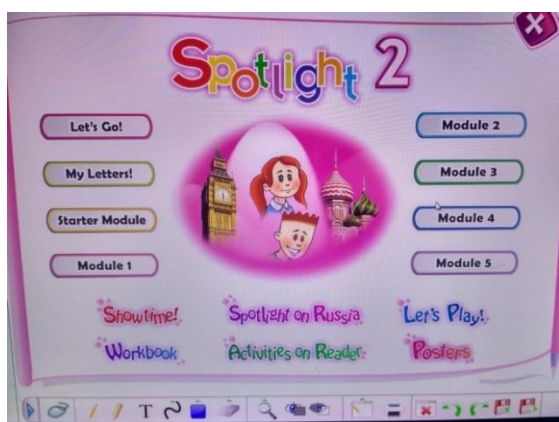 Spotlight 2
Let's Go!
My Letters!
Starter Module
Module 1
Module 2
Module 3
Module 4
Module 5
Showtime!
Spotlight on Russia
Let's Play!
Workbook
Activities on Reader
Posters
T